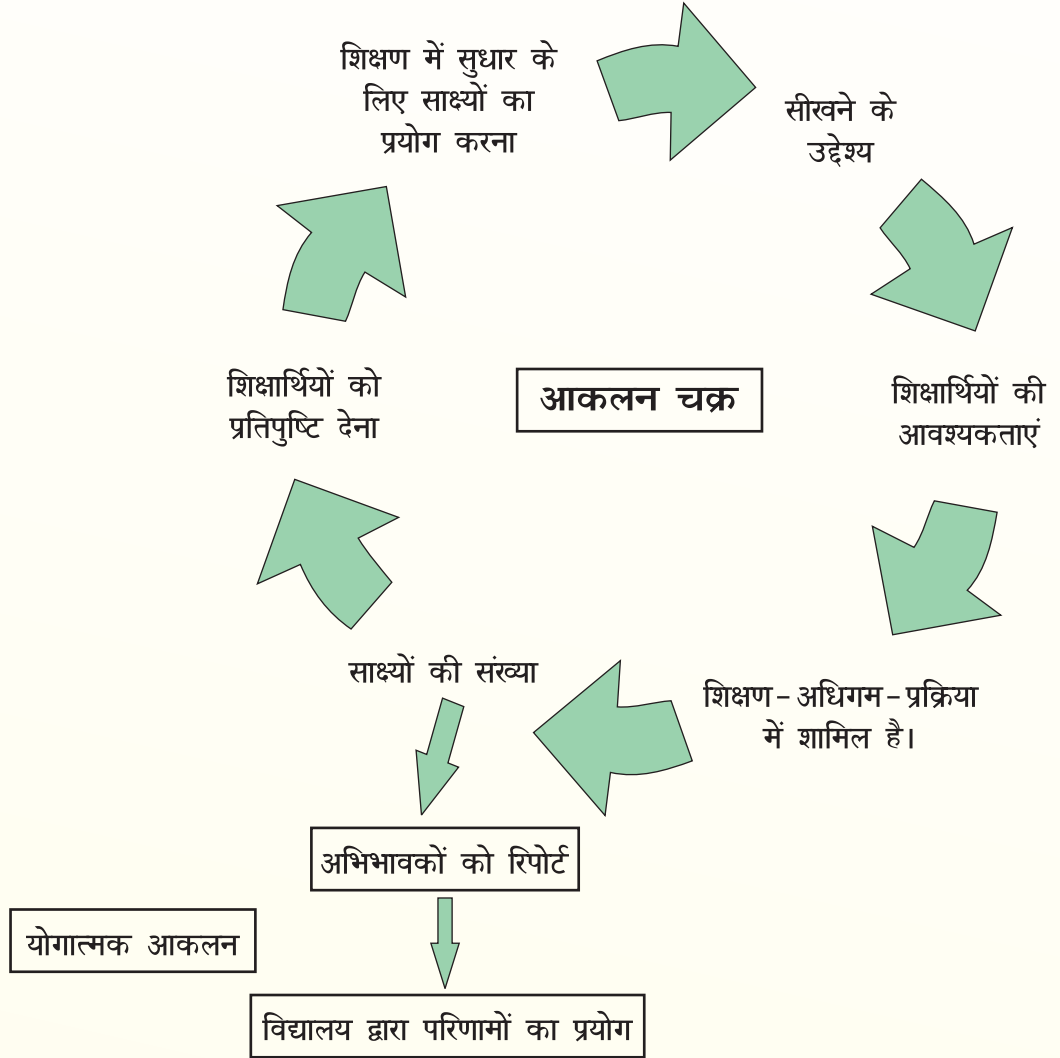 शिक्षण में सुधार के
लिए साक्ष्यों का
प्रयोग करना
सीखने के
उद्देश्य
शिक्षार्थियों की
आवश्यकताएं
शिक्षण-अधिगम-प्रक्रिया
में शामिल है।
साक्ष्यों की संख्या
शिक्षार्थियों को
प्रतिपुष्टि देना
आकलन चक्र
अभिभावकों को रिपोर्ट
योगात्मक आकलन
विद्यालय द्वारा परिणामों का प्रयोग